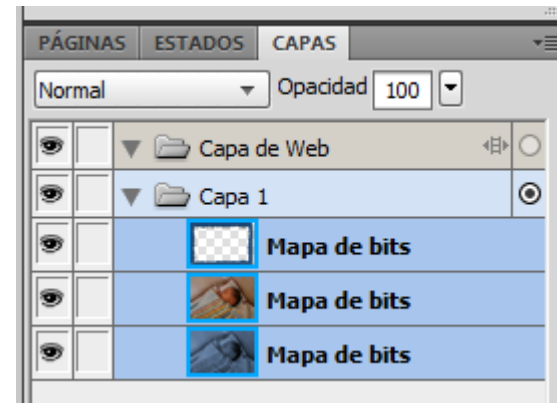 PÁGINAS ESTADOS CAPAS
Normal Opacidad 100
Capa de Web
Capa 1
Mapa de bits
Mapa de bits
Mapa de bits